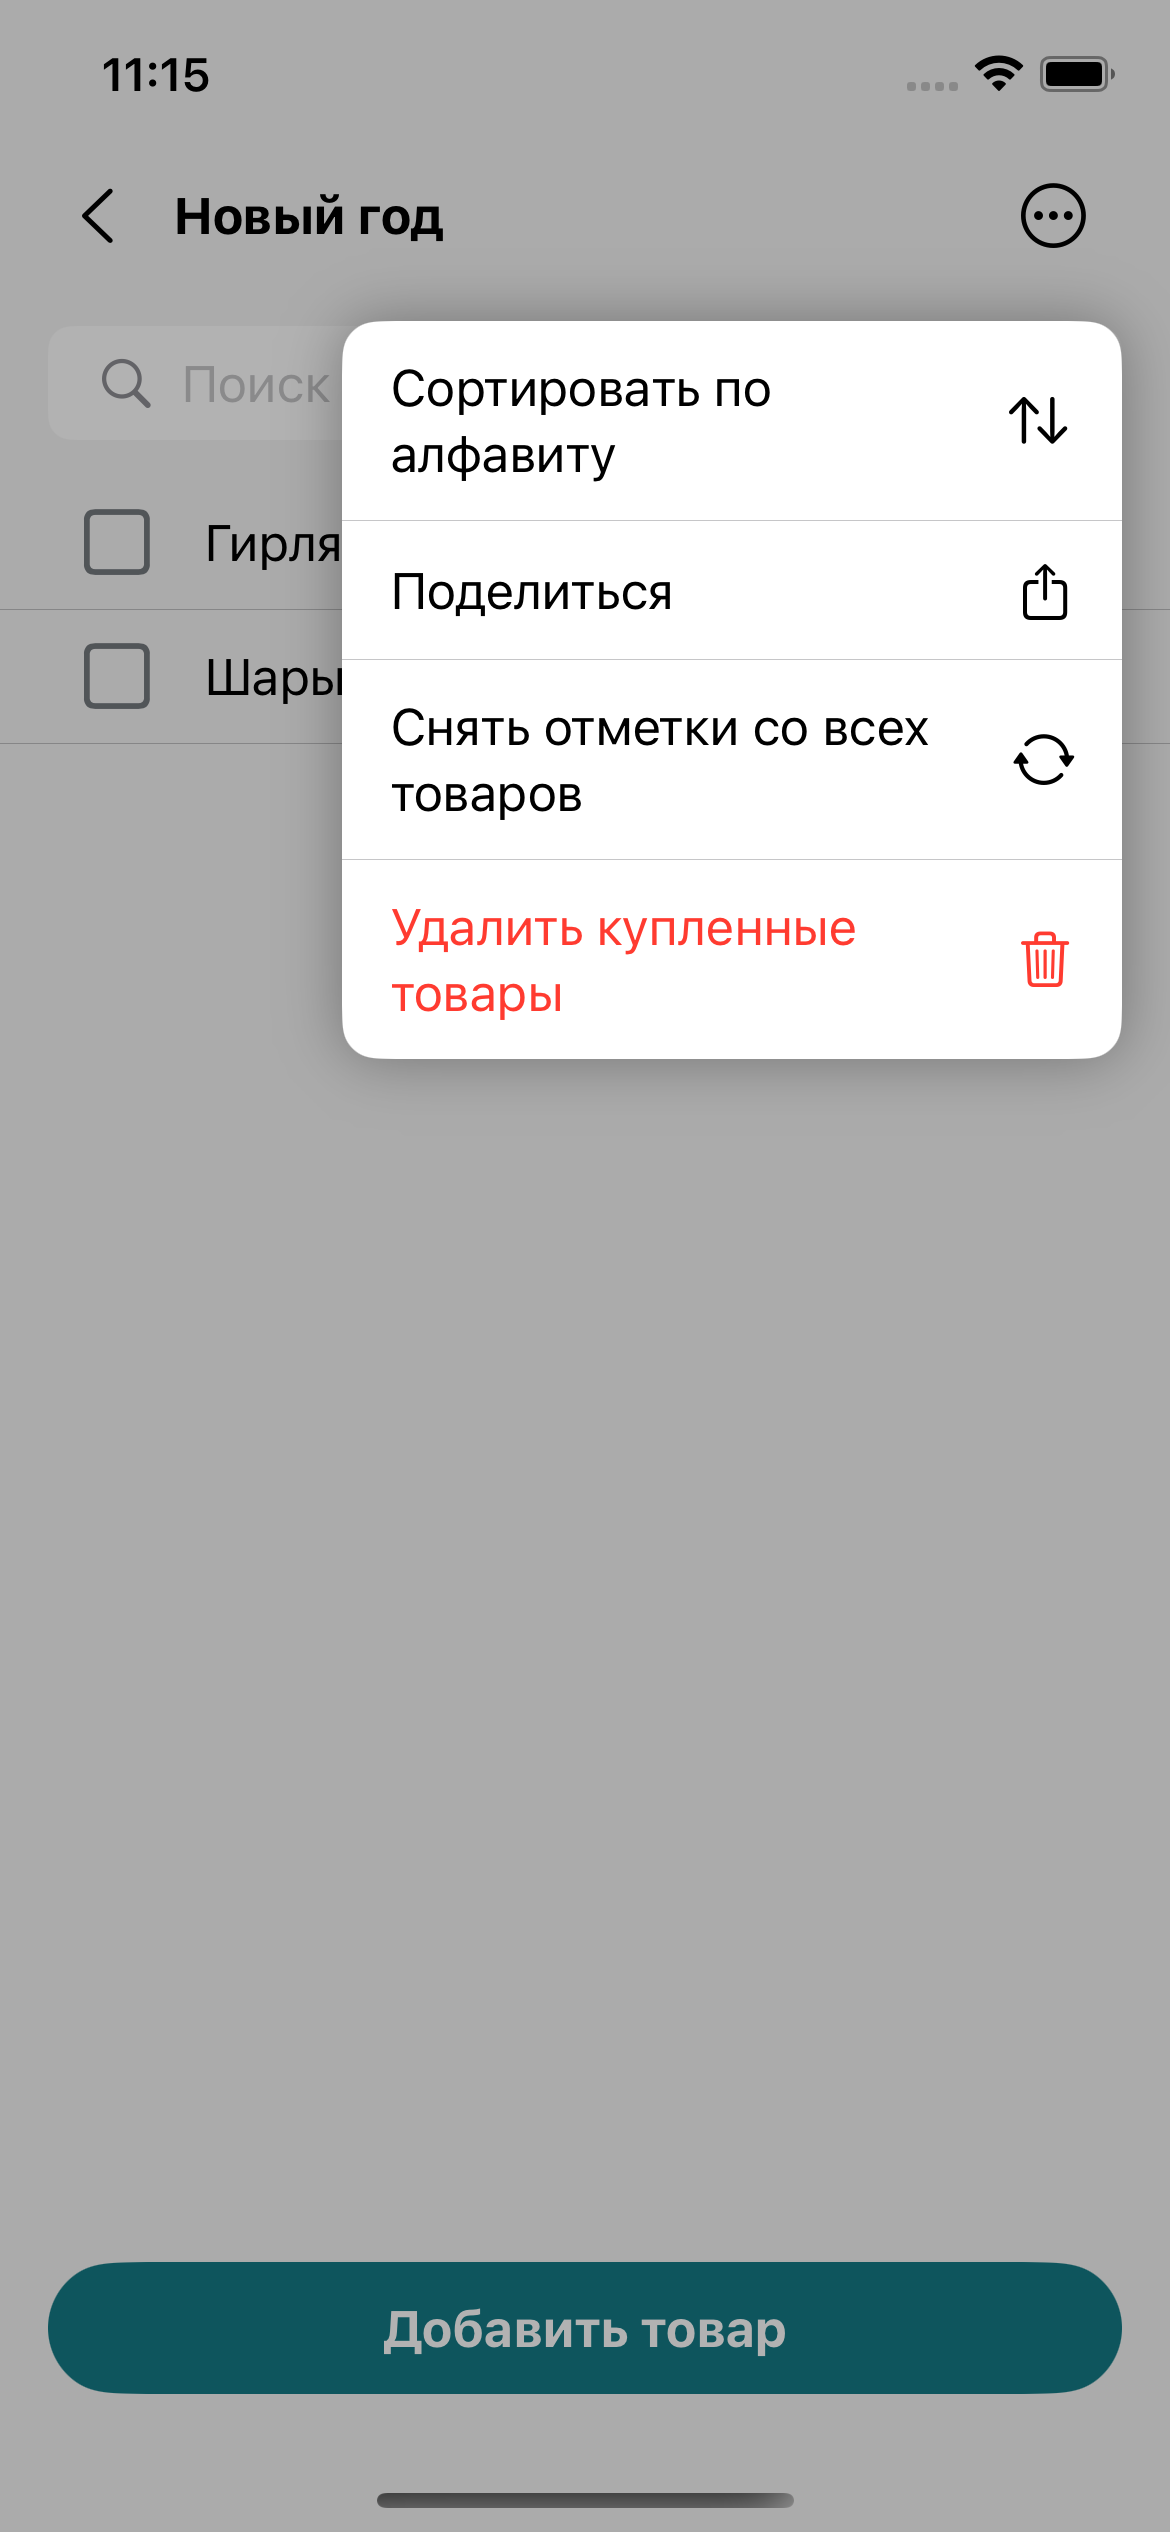 11:15
Новый год
Поиск
Сортировать по
алфавиту
Поделиться
Шары
Снять отметки со всех
товаров
Удалить купленные
товары
Добавить товар